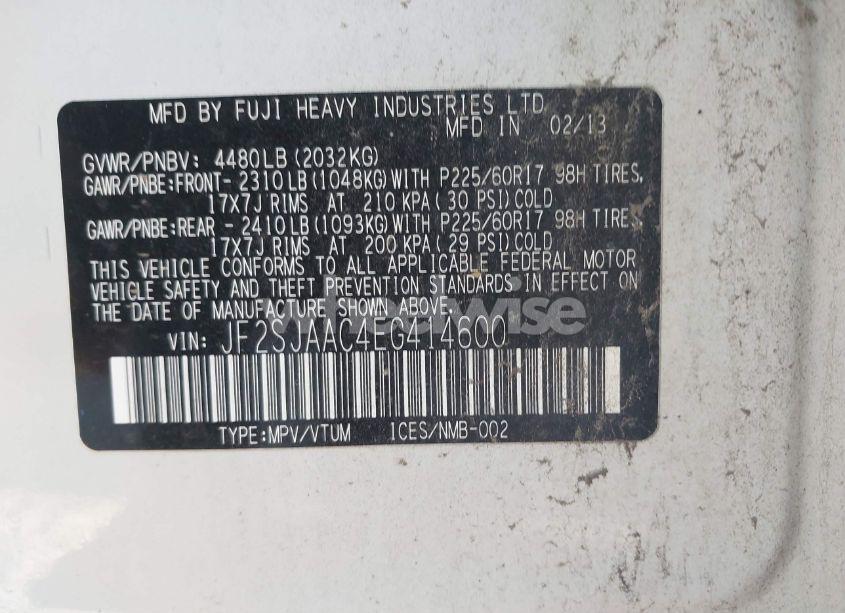 MFD BY FUJI HEAVY INDUSTRIES LTD
MFD IN 02/13
GVWR/PNBV: 4480LB(2032KG)
GAWR/PNBE:FRONT- 2310LB(1048KG)WITH P225/60R17 98H TIRES,
17X7J RIMS AT 210 KPA( 30 PSI)COLD
GAWR/PNBE:REAR - 2410LB(1093KG)WITH P225/60R17 98H TIRES,
17X7J RIMS AT 200 KPA( 29 PSI)COLD
THIS VEHICLE CONFORMS TO ALL APPLICABLE FEDERAL MOTOR
VEHICLE SAFETY AND THEFT PREVENTION STANDARDS IN EFFECT ON
THE DATE OF MANUFACTURE SHOWN ABOVE.
wheelwise
VIN: JF2SJAAC4EG414600
TYPE:MPV/VTUM ICES/NMB-002